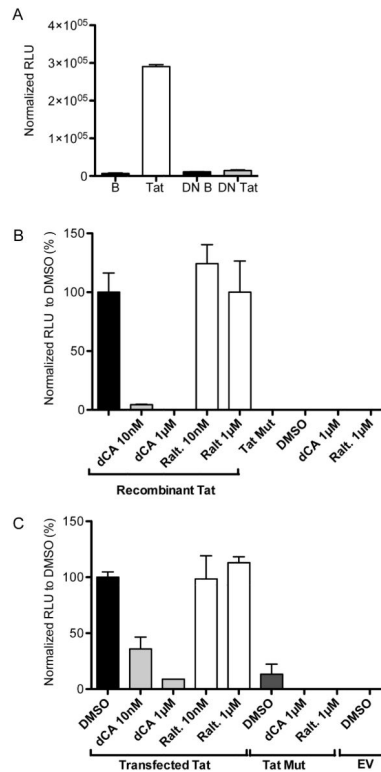 A
Normalized RLU
4×10⁰⁵
3×10⁰⁵
2×10⁰⁵
1×10⁰⁵
0
B Tat DN B DN Tat
B
Normalized RLU to DMSO (%)
150
100
50
0
dCA 10nM dCA 1µM Ralt. 10nM Ralt. 1µM Tat Mut DMSO dCA 1µM Ralt. 1µM
Recombinant Tat
C
Normalized RLU to DMSO (%)
150
100
50
0
DMSO dCA 10nM dCA 1µM Ralt. 10nM Ralt. 1µM DMSO dCA 1µM Ralt. 1µM DMSO
Transfected Tat Tat Mut EV